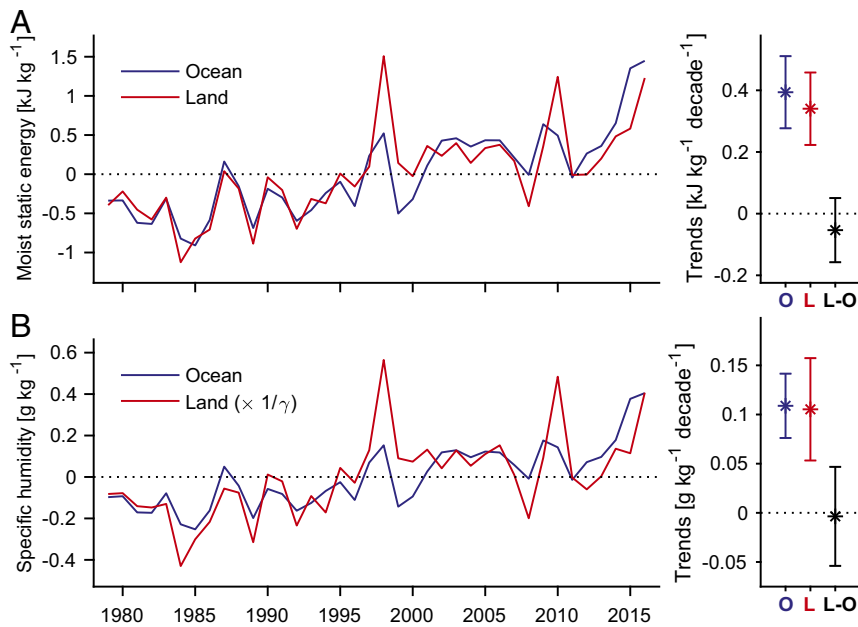 A
Moist static energy [kJ kg⁻¹]
1.5
1
0.5
0
-0.5
-1
Ocean
Land
Trends [kJ kg⁻¹ decade⁻¹]
0.4
0.2
0
-0.2
O L L-O
B
Specific humidity [g kg⁻¹]
0.6
0.4
0.2
0
-0.2
-0.4
Ocean
Land (× 1/γ)
1980 1985 1990 1995 2000 2005 2010 2015
Trends [g kg⁻¹ decade⁻¹]
0.15
0.1
0.05
0
-0.05
O L L-O